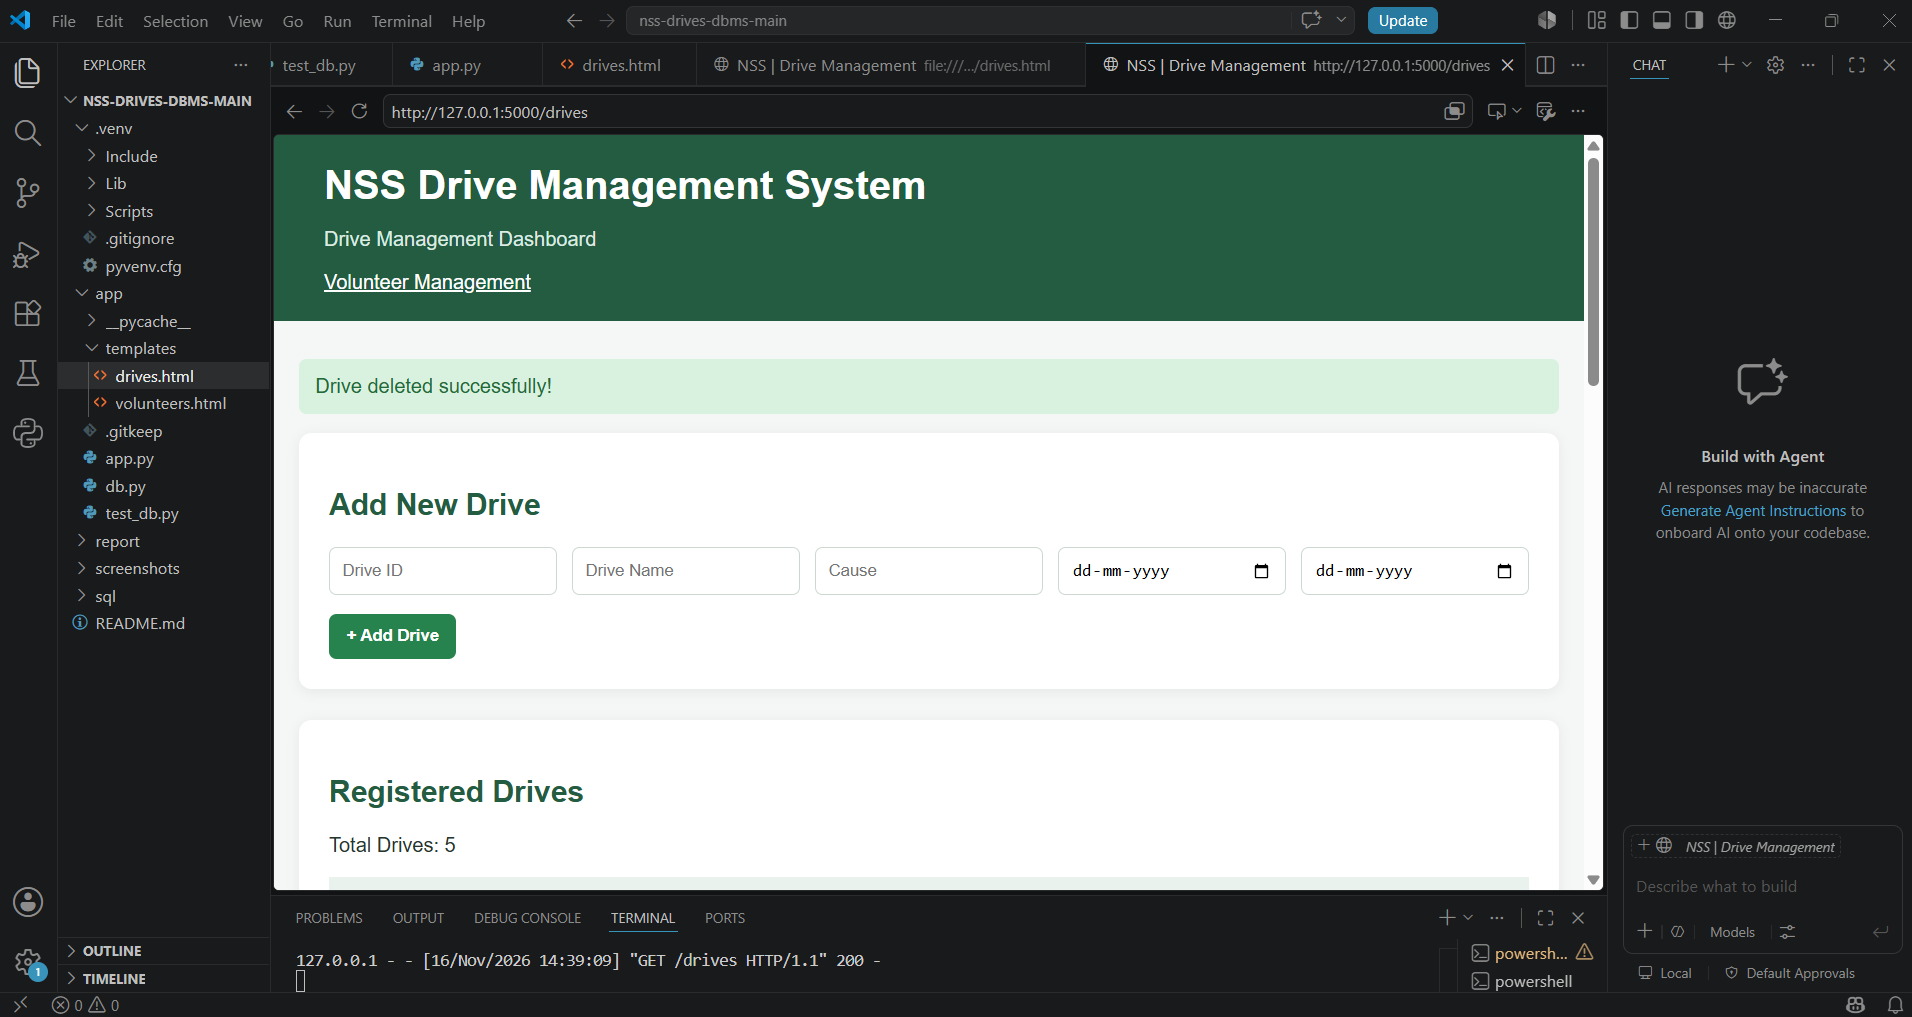 File Edit Selection View Go Run Terminal Help
nss-drives-dbms-main
Update
EXPLORER
test_db.py
app.py
drives.html
NSS | Drive Management file:///.../drives.html
NSS | Drive Management http://127.0.0.1:5000/drives
CHAT
NSS-DRIVES-DBMS-MAIN
.venv
Include
Lib
Scripts
.gitignore
pyvenv.cfg
app
__pycache__
templates
drives.html
volunteers.html
.gitkeep
app.py
db.py
test_db.py
report
screenshots
sql
README.md
OUTLINE
TIMELINE
1
http://127.0.0.1:5000/drives
NSS Drive Management System
Drive Management Dashboard
Volunteer Management
Drive deleted successfully!
Add New Drive
Drive ID
Drive Name
Cause
dd-mm-yyyy
dd-mm-yyyy
+ Add Drive
Registered Drives
Total Drives: 5
PROBLEMS OUTPUT DEBUG CONSOLE TERMINAL PORTS
127.0.0.1 - - [16/Nov/2026 14:39:09] "GET /drives HTTP/1.1" 200 -
powersh...
powershell
Build with Agent
AI responses may be inaccurate
Generate Agent Instructions to
onboard AI onto your codebase.
NSS | Drive Management
Describe what to build
Models
Local
Default Approvals
0 0